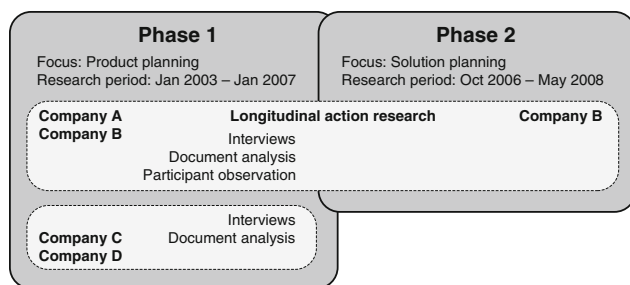 Phase 1
Focus: Product planning
Research period: Jan 2003 – Jan 2007
Phase 2
Focus: Solution planning
Research period: Oct 2006 – May 2008
Company A
Company B
Longitudinal action research
Interviews
Document analysis
Participant observation
Company B
Interviews
Document analysis
Company C
Company D